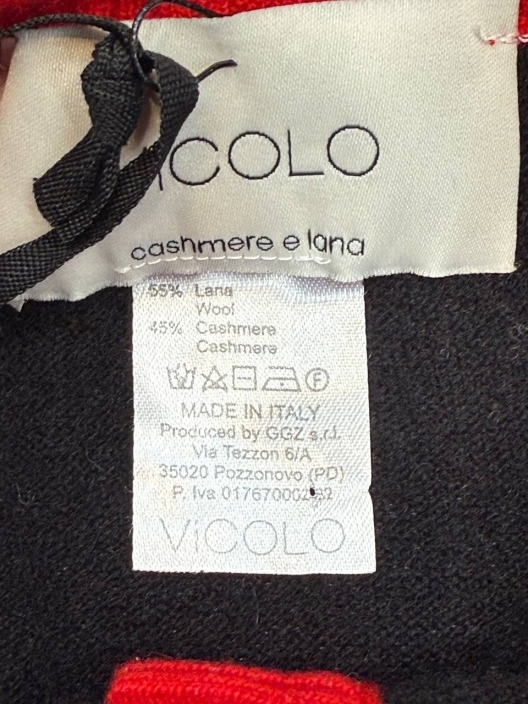 ViCOLO
cashmere e lana
55% Lana
Wool
45% Cashmere
Cashmere
MADE IN ITALY
Produced by GGZ s.r.l.
Via Tezzon 6/A
35020 Pozzonovo (PD)
P. Iva
ViCOLO